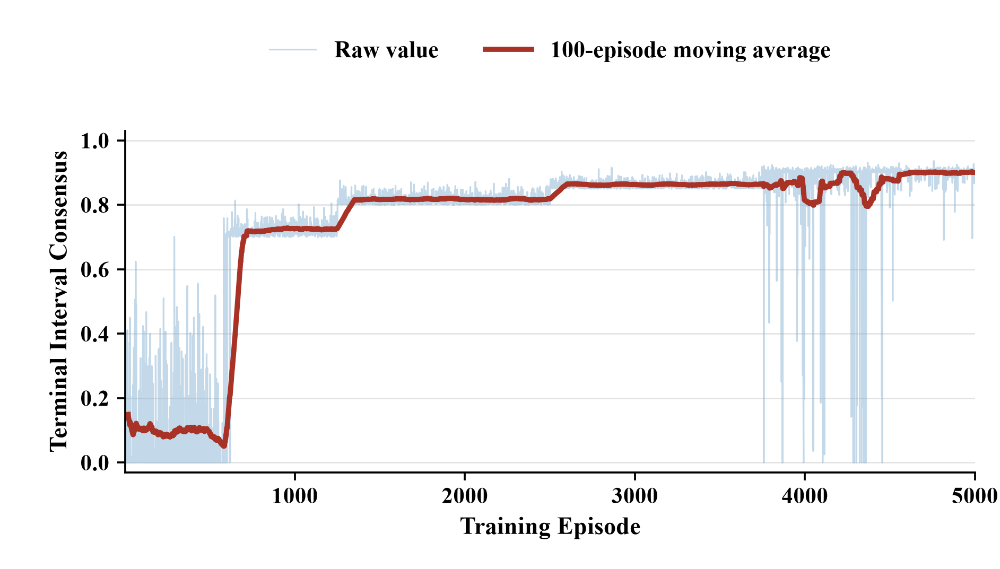 Raw value
100-episode moving average
Terminal Interval Consensus
1.0
0.8
0.6
0.4
0.2
0.0
1000 2000 3000 4000 5000
Training Episode